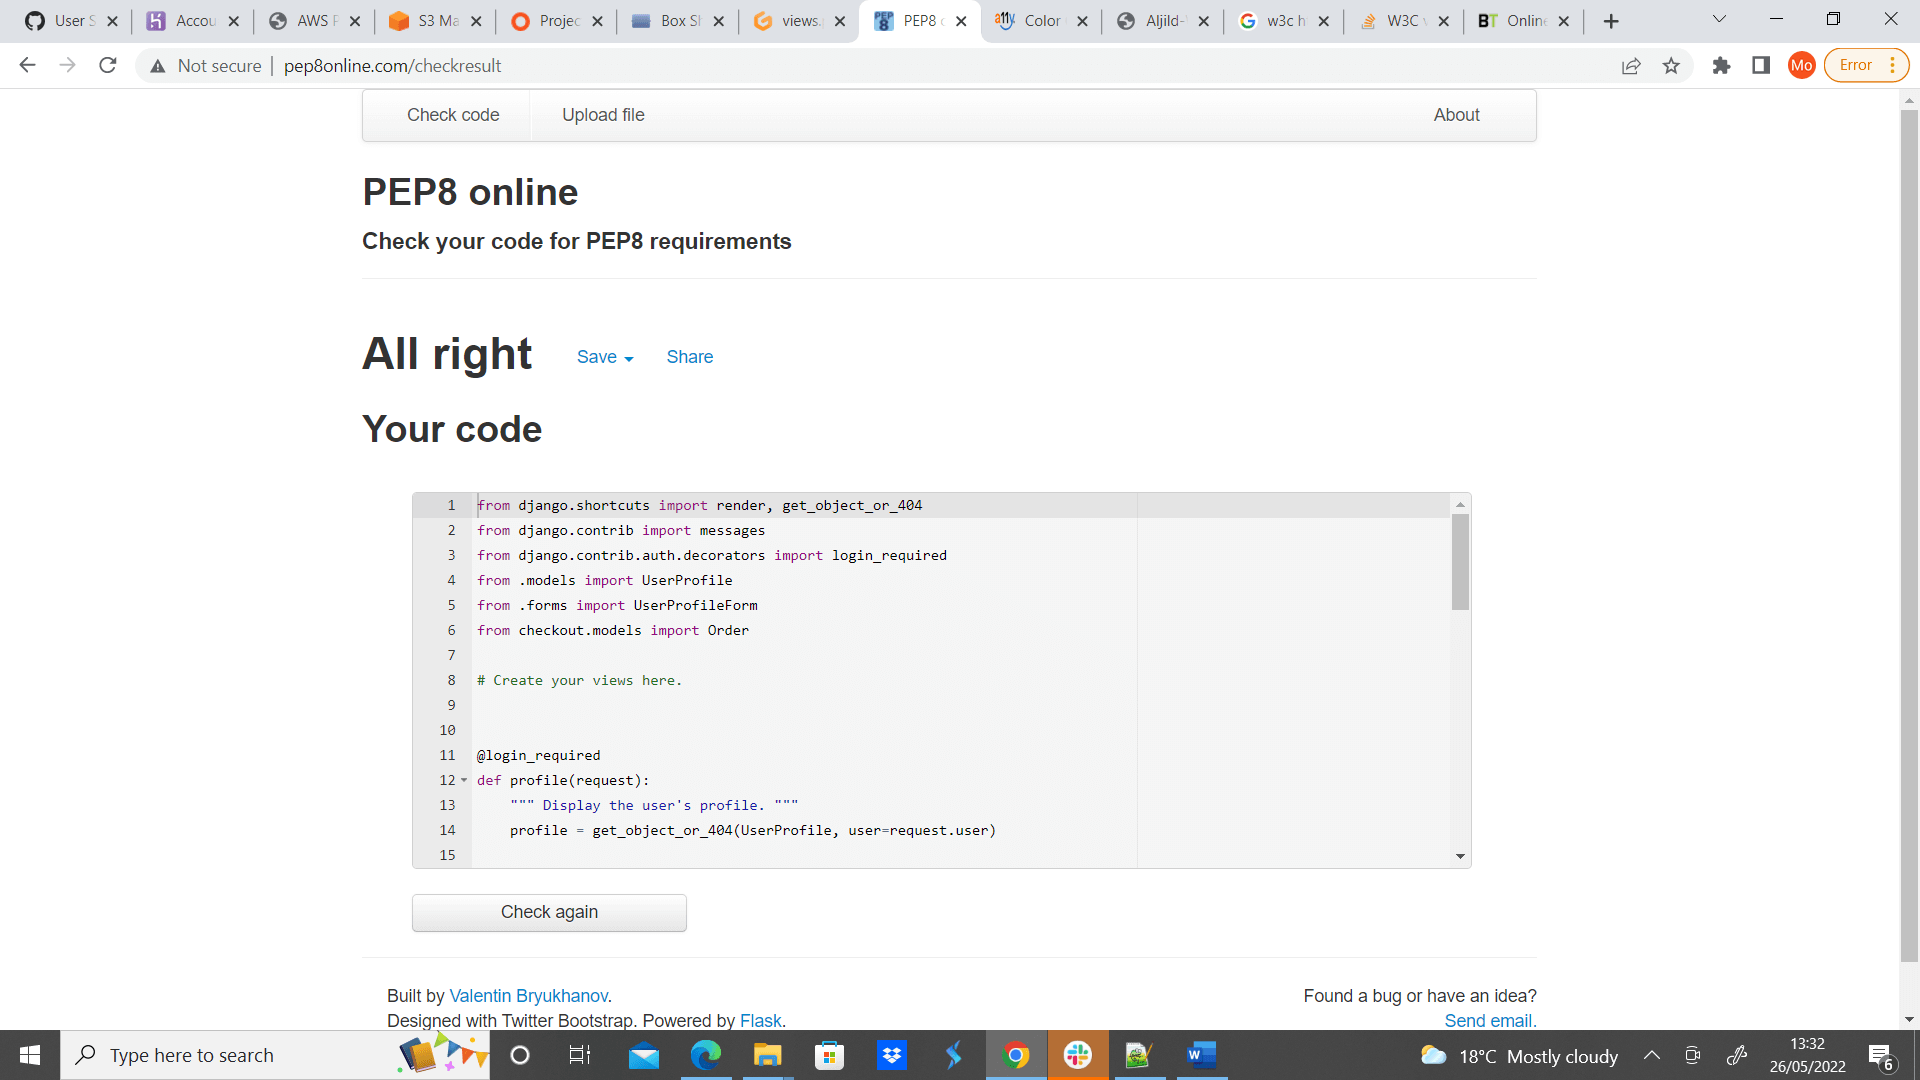 User S
Accou
AWS P
S3 Ma
Projec
Box Sh
views.
PEP8 o
Color
Aljild-
w3c h
W3C v
BT Online
Not secure
pep8online.com/checkresult
Mo
Error
Check code
Upload file
About
PEP8 online
Check your code for PEP8 requirements
All right
Save
Share
Your code
1 from django.shortcuts import render, get_object_or_404
2 from django.contrib import messages
3 from django.contrib.auth.decorators import login_required
4 from .models import UserProfile
5 from .forms import UserProfileForm
6 from checkout.models import Order
7
8 # Create your views here.
9
10
11 @login_required
12 def profile(request):
13 """ Display the user's profile. """
14 profile = get_object_or_404(UserProfile, user=request.user)
15
Check again
Built by Valentin Bryukhanov.
Designed with Twitter Bootstrap. Powered by Flask.
Found a bug or have an idea?
Send email.
Type here to search
18°C Mostly cloudy
13:32
26/05/2022
6